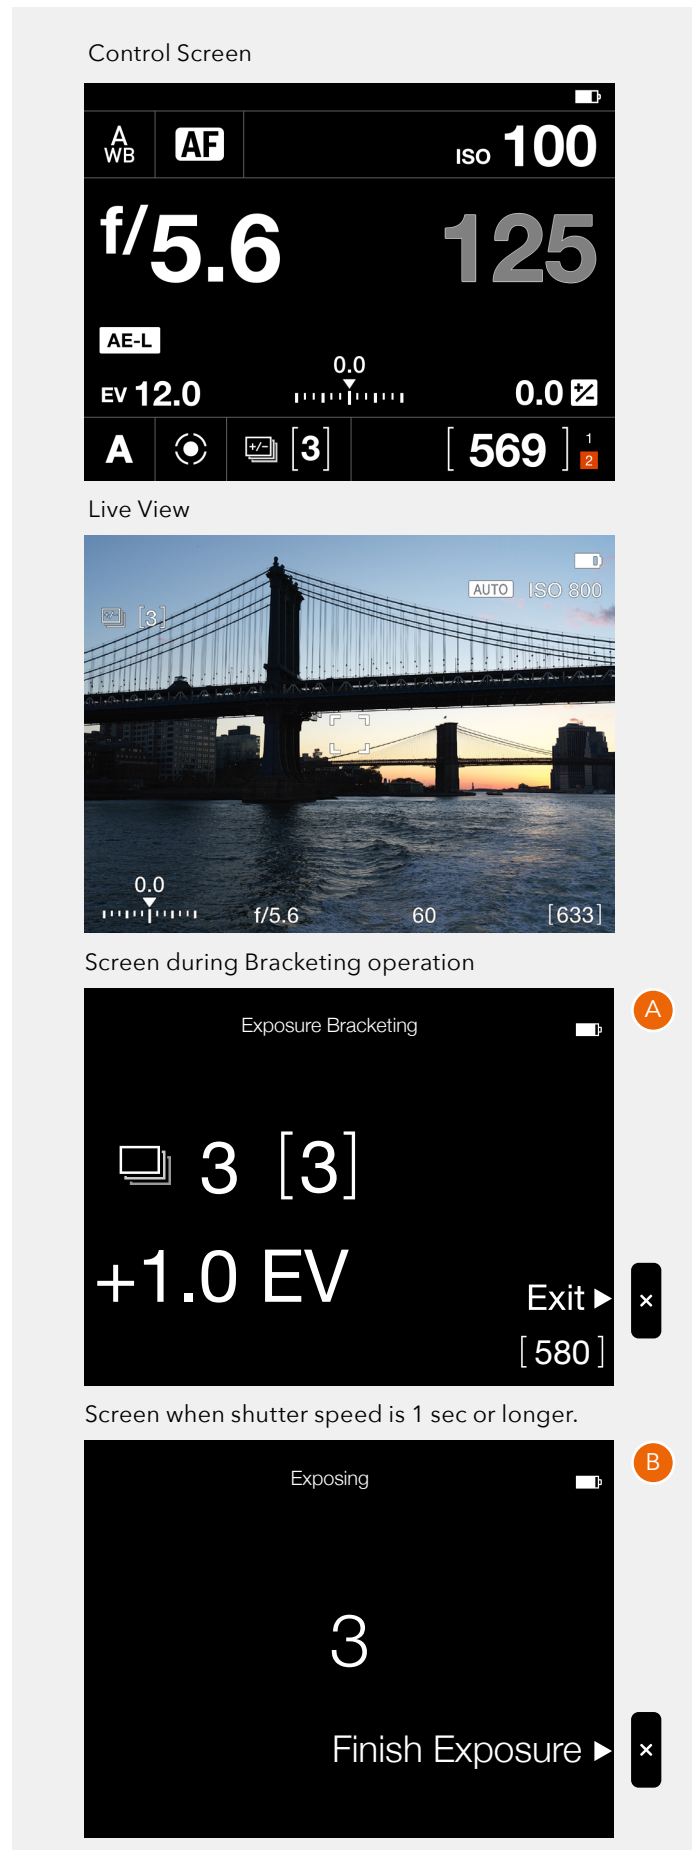 Control Screen
A
WB
AF
ISO 100
f/5.6
125
AE-L
0.0
EV 12.0
0.0 +/-
A
+/-
[3]
[ 569 ]
1
2
Live View
AUTO
ISO 800
+/-
[3]
0.0
f/5.6
60
[633]
Screen during Bracketing operation
A
Exposure Bracketing
3 [3]
+1.0 EV
Exit ▶
×
[ 580 ]
Screen when shutter speed is 1 sec or longer.
B
Exposing
3
Finish Exposure ▶
×